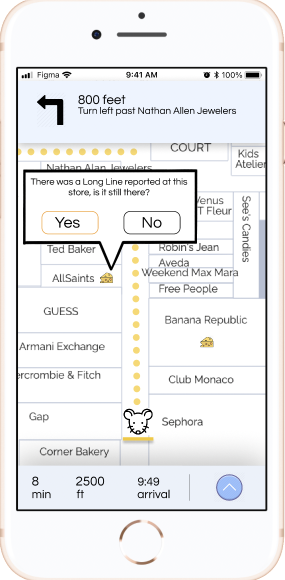 Figma
9:41 AM
100%
800 feet
Turn left past Nathan Allen Jewelers
COURT
Kids
Atelier
Nathan Alan Jewelers
There was a Long Line reported at this
store, is it still there?
Yes
No
Venus
T Fleur
See's Candies
Ted Baker
Robin's Jean
Aveda
AllSaints
Weekend Max Mara
Free People
GUESS
Banana Republic
Armani Exchange
ercrombie & Fitch
Club Monaco
Gap
Sephora
Corner Bakery
8
min
2500
ft
9:49
arrival